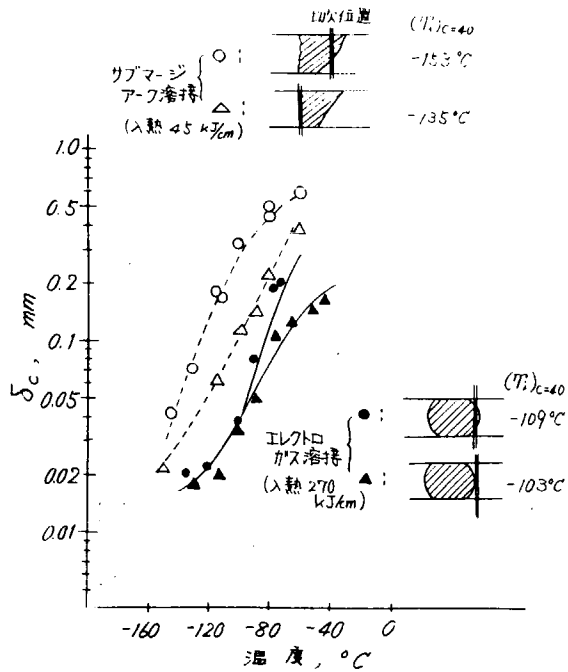 切欠位置
(Ti)c=40
サブマージ
アーク溶接
(入熱 45 kJ/cm)
○ :
-153°C
△ :
-135°C
1.0
0.5
0.2
0.1
0.05
0.02
0.01
δc, mm
(Ti)c=40
エレクトロ
ガス溶接
(入熱 270
kJ/cm)
● :
-109°C
▲ :
-103°C
-160 -120 -80 -40 0
温度, °C